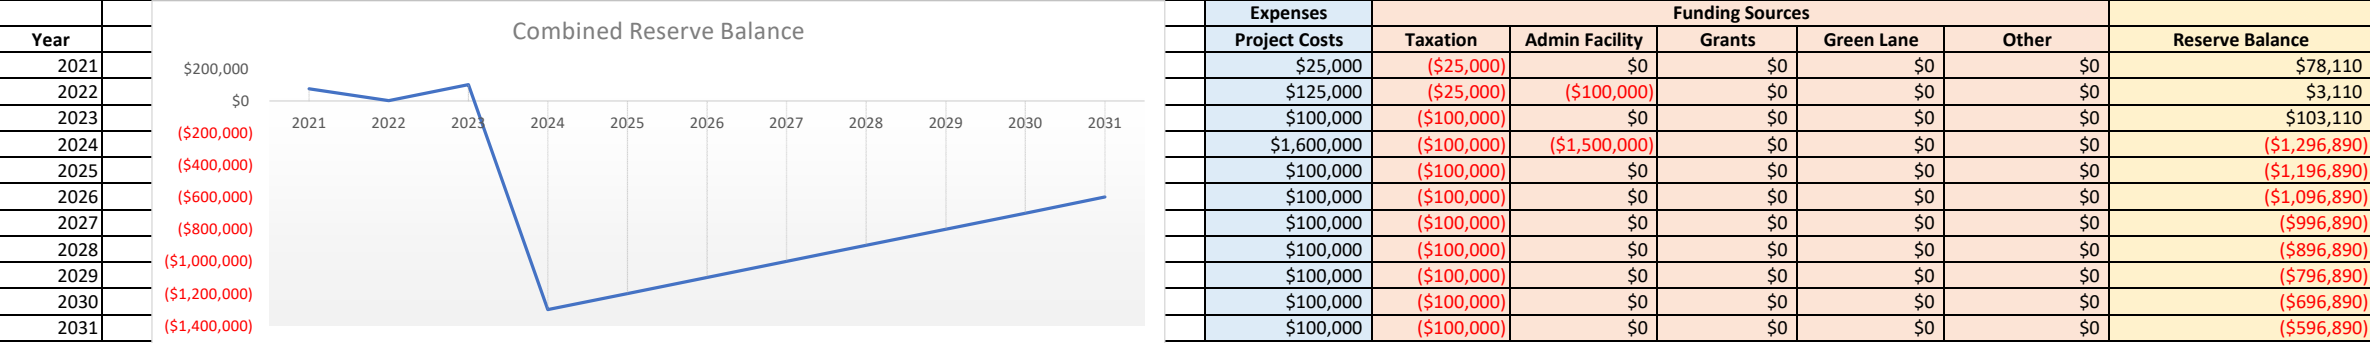 Expenses Funding Sources
Year Project Costs Taxation Admin Facility Grants Green Lane Other Reserve Balance
2021 $25,000 ($25,000) $0 $0 $0 $0 $78,110
2022 $125,000 ($25,000) ($100,000) $0 $0 $0 $3,110
2023 $100,000 ($100,000) $0 $0 $0 $0 $103,110
2024 $1,600,000 ($100,000) ($1,500,000) $0 $0 $0 ($1,296,890)
2025 $100,000 ($100,000) $0 $0 $0 $0 ($1,196,890)
2026 $100,000 ($100,000) $0 $0 $0 $0 ($1,096,890)
2027 $100,000 ($100,000) $0 $0 $0 $0 ($996,890)
2028 $100,000 ($100,000) $0 $0 $0 $0 ($896,890)
2029 $100,000 ($100,000) $0 $0 $0 $0 ($796,890)
2030 $100,000 ($100,000) $0 $0 $0 $0 ($696,890)
2031 $100,000 ($100,000) $0 $0 $0 $0 ($596,890)
Combined Reserve Balance
$200,000
$0
2021 2022 2023 2024 2025 2026 2027 2028 2029 2030 2031
($200,000)
($400,000)
($600,000)
($800,000)
($1,000,000)
($1,200,000)
($1,400,000)